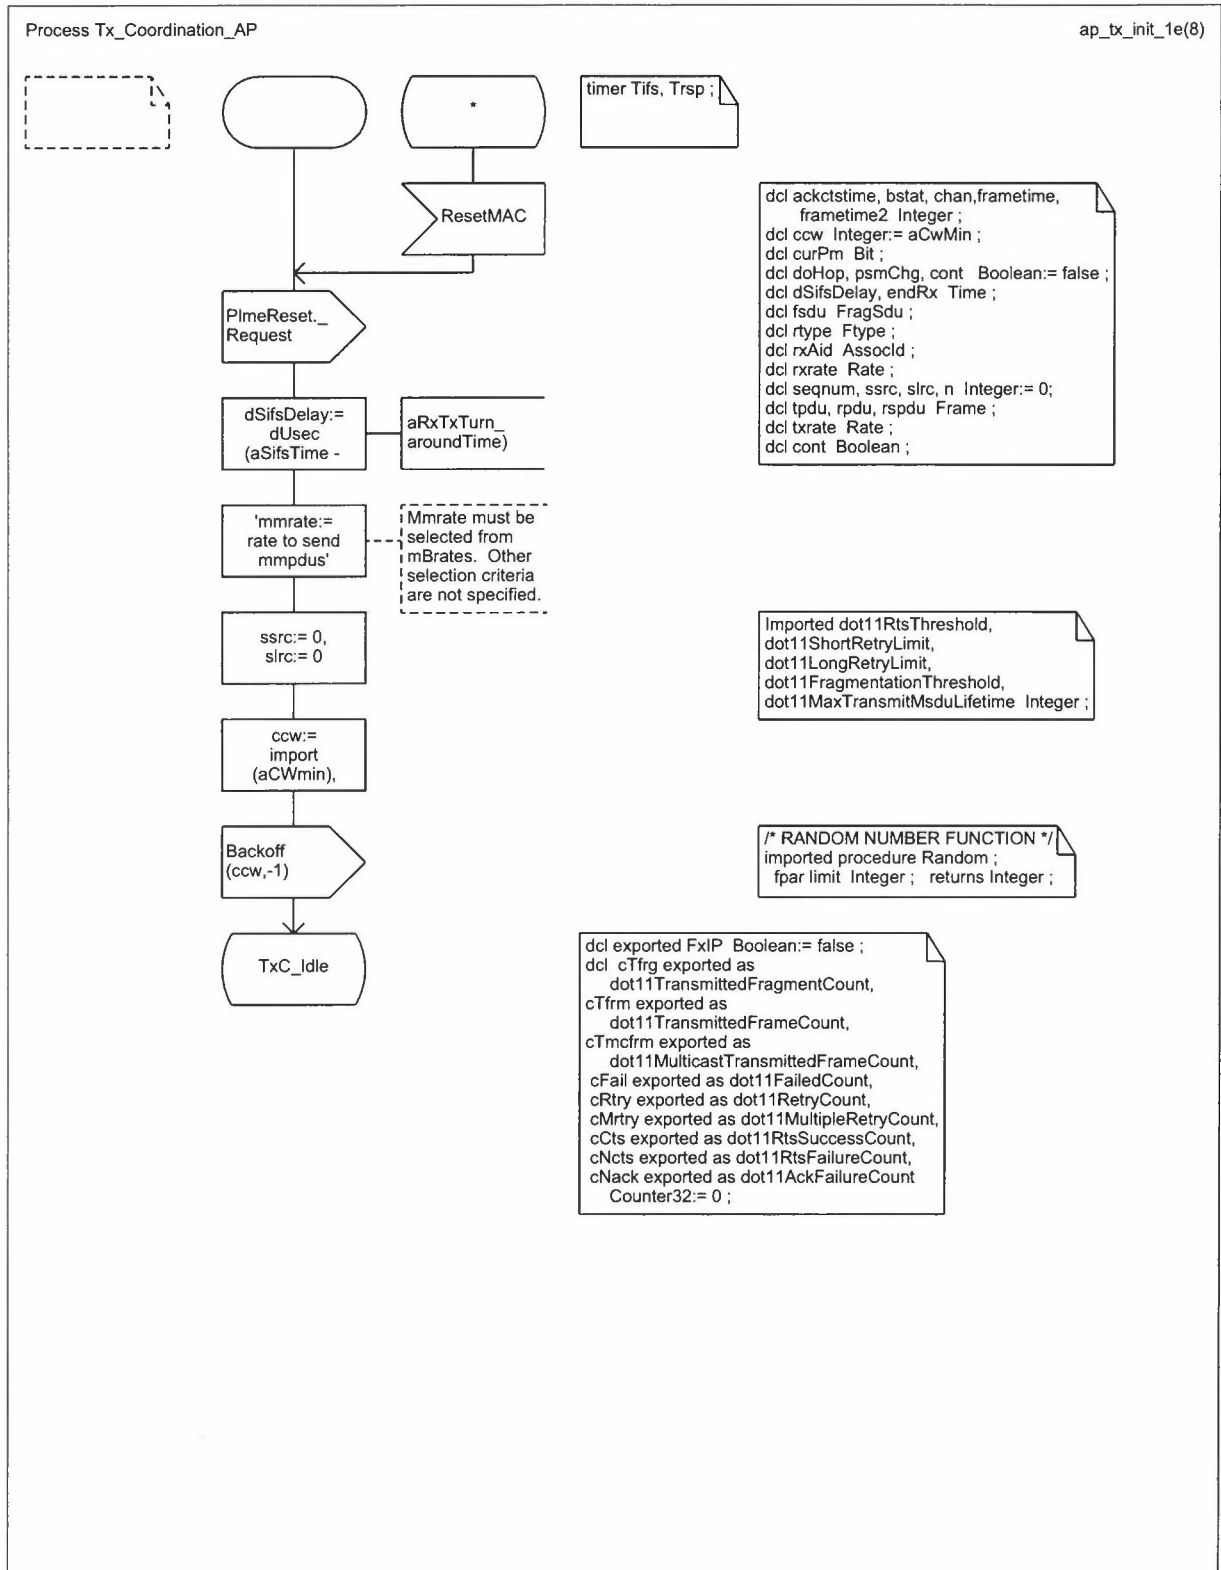 Process Tx_Coordination_AP
ap_tx_init_1e(8)
*
timer Tifs, Trsp ;
ResetMAC
dcl ackctstime, bstat, chan,frametime,
frametime2 Integer ;
dcl ccw Integer:= aCwMin ;
dcl curPm Bit ;
dcl doHop, psmChg, cont Boolean:= false ;
dcl dSifsDelay, endRx Time ;
dcl fsdu FragSdu ;
dcl rtype Ftype ;
dcl rxAid AssocId ;
dcl rxrate Rate ;
dcl seqnum, ssrc, slrc, n Integer:= 0;
dcl tpdu, rpdu, rspdu Frame ;
dcl txrate Rate ;
dcl cont Boolean ;
PlmeReset._
Request
dSifsDelay:=
dUsec
(aSifsTime -
aRxTxTurn_
aroundTime)
'mmrate:=
rate to send
mmpdus'
Mmrate must be
selected from
mBrates. Other
selection criteria
are not specified.
ssrc:= 0,
slrc:= 0
Imported dot11RtsThreshold,
dot11ShortRetryLimit,
dot11LongRetryLimit,
dot11FragmentationThreshold,
dot11MaxTransmitMsduLifetime Integer ;
ccw:=
import
(aCWmin),
Backoff
(ccw,-1)
/* RANDOM NUMBER FUNCTION */
imported procedure Random ;
fpar limit Integer ; returns Integer ;
TxC_Idle
dcl exported FxIP Boolean:= false ;
dcl cTfrg exported as
dot11TransmittedFragmentCount,
cTfrm exported as
dot11TransmittedFrameCount,
cTmcfrm exported as
dot11MulticastTransmittedFrameCount,
cFail exported as dot11FailedCount,
cRtry exported as dot11RetryCount,
cMrtry exported as dot11MultipleRetryCount,
cCts exported as dot11RtsSuccessCount,
cNcts exported as dot11RtsFailureCount,
cNack exported as dot11AckFailureCount
Counter32:= 0 ;